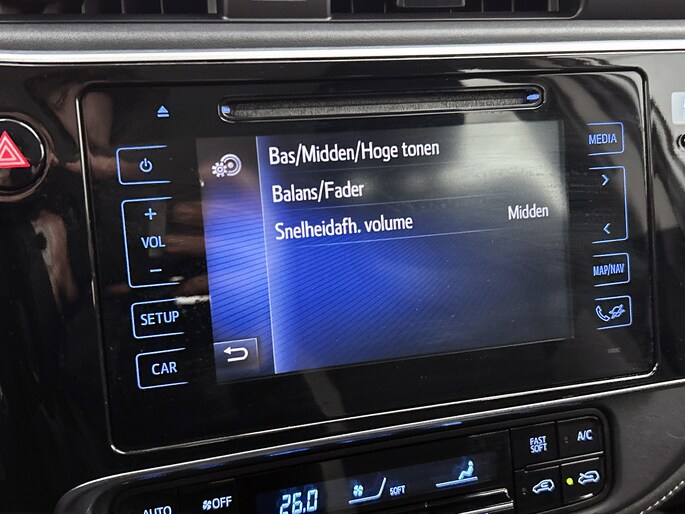 Bas/Midden/Hoge tonen
Balans/Fader
Snelheidafh. volume Midden
VOL
SETUP
CAR
MEDIA
MAP/NAV
AUTO
OFF
26.0
SOFT
FAST
SOFT
A/C